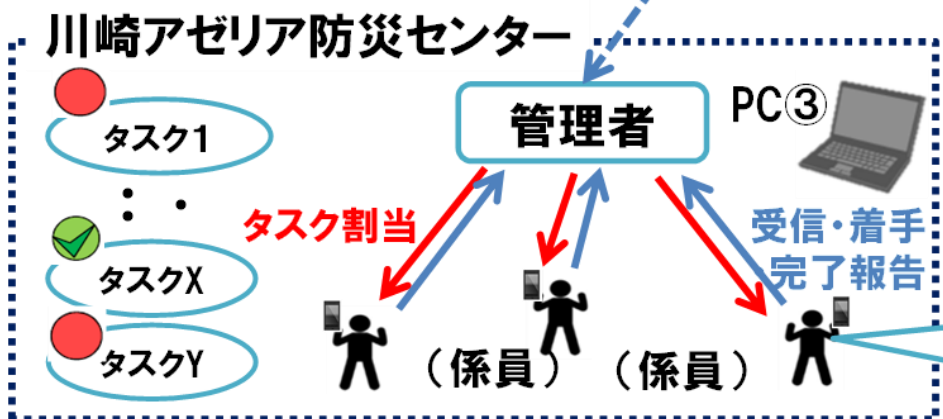 川崎アゼリア防災センター
タスク1
：．
タスクX
タスクY
管理者
PC③
タスク割当
受信・着手
完了報告
（係員）
（係員）